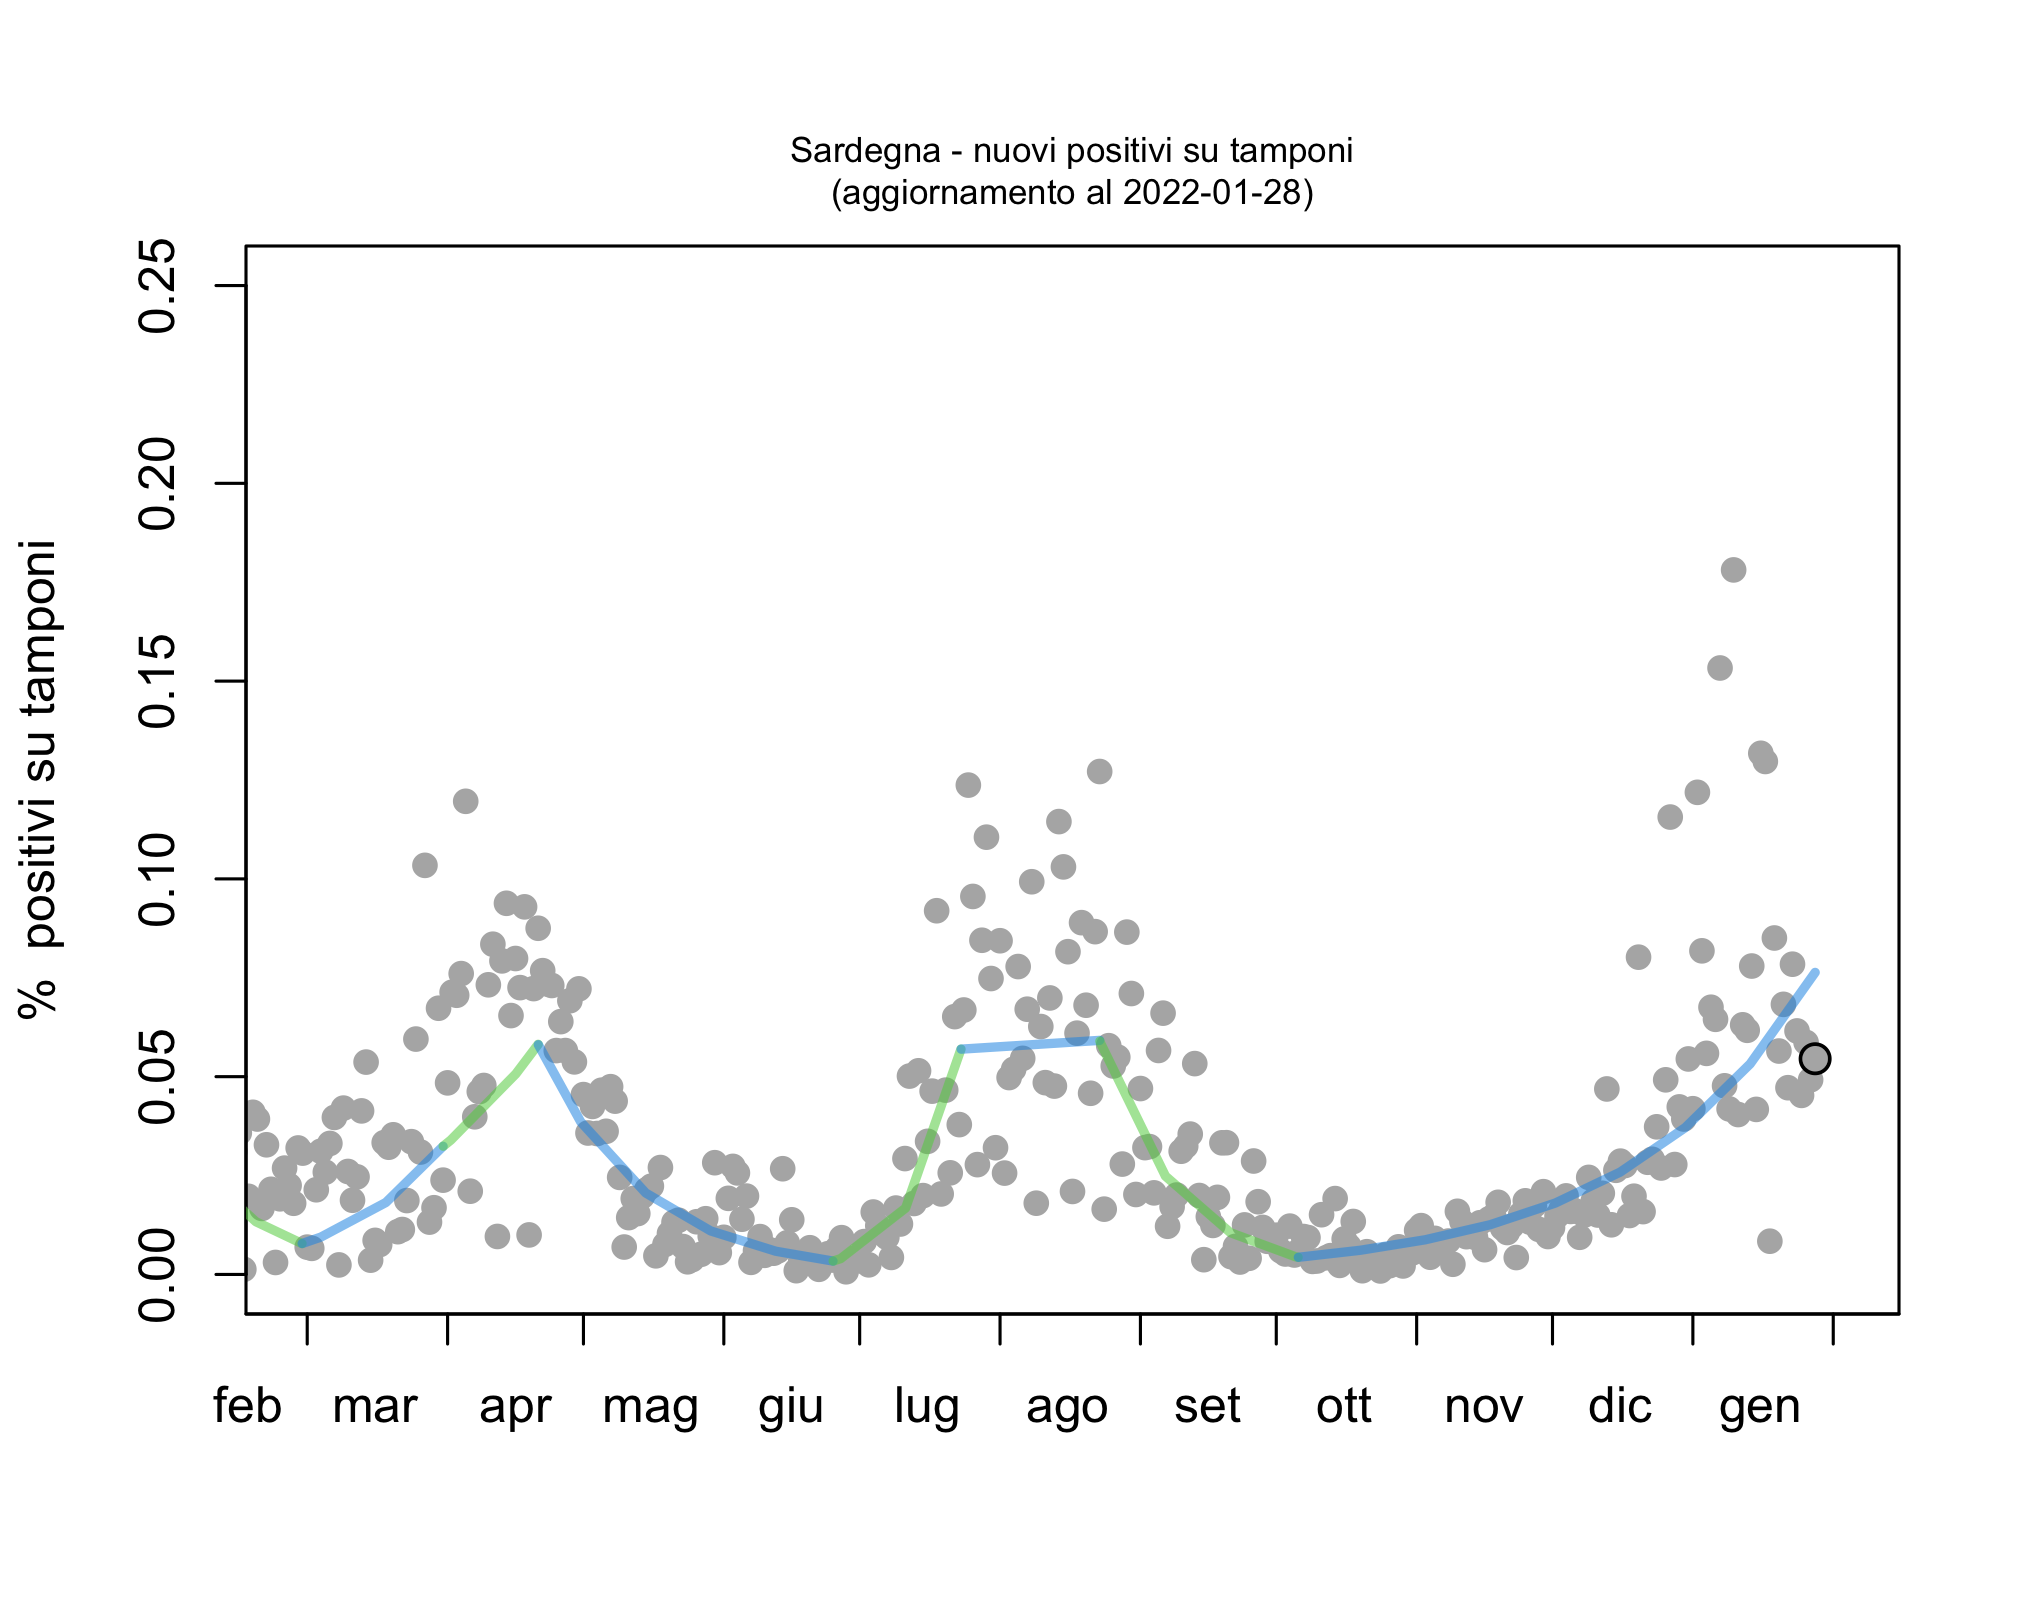 Sardegna - nuovi positivi su tamponi
(aggiornamento al 2022-01-28)
% positivi su tamponi
0.25
0.20
0.15
0.10
0.05
0.00
feb mar apr mag giu lug ago set ott nov dic gen